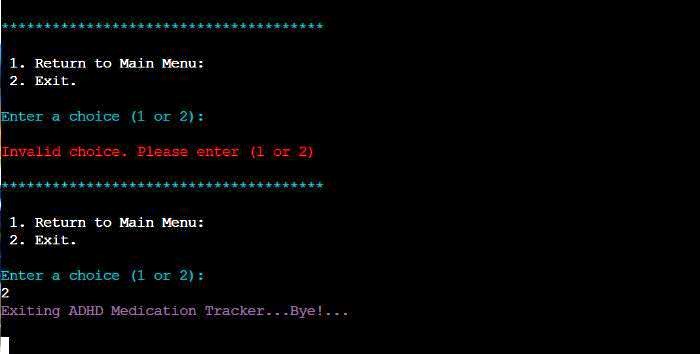 ***************************************
1. Return to Main Menu:
2. Exit.
Enter a choice (1 or 2):
Invalid choice. Please enter (1 or 2)
***************************************
1. Return to Main Menu:
2. Exit.
Enter a choice (1 or 2):
2
Exiting ADHD Medication Tracker...Bye!...